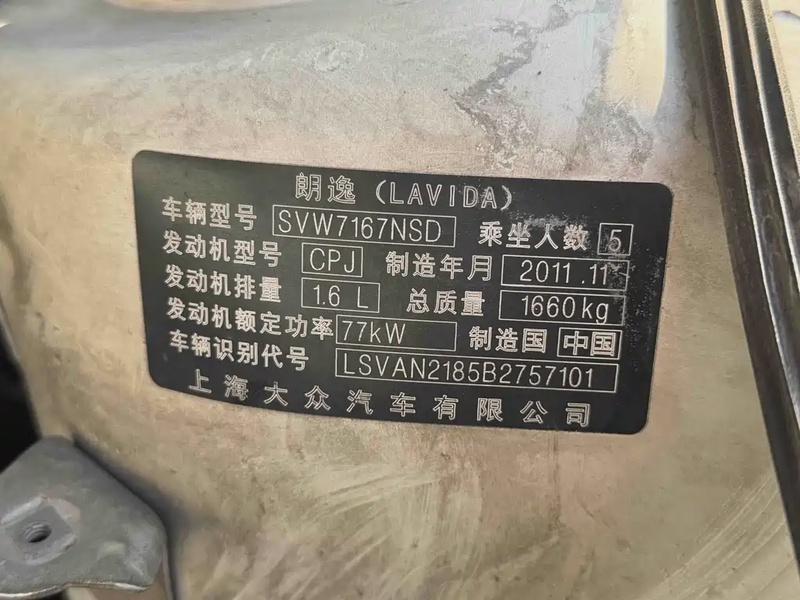 朗逸（LAVIDA）
车辆型号 SVW7167NSD 乘坐人数 5
发动机型号 CPJ 制造年月 2011.11
发动机排量 1.6 L 总质量 1660kg
发动机额定功率 77kW 制造国 中国
车辆识别代号 LSVAN2185B2757101
上海大众汽车有限公司